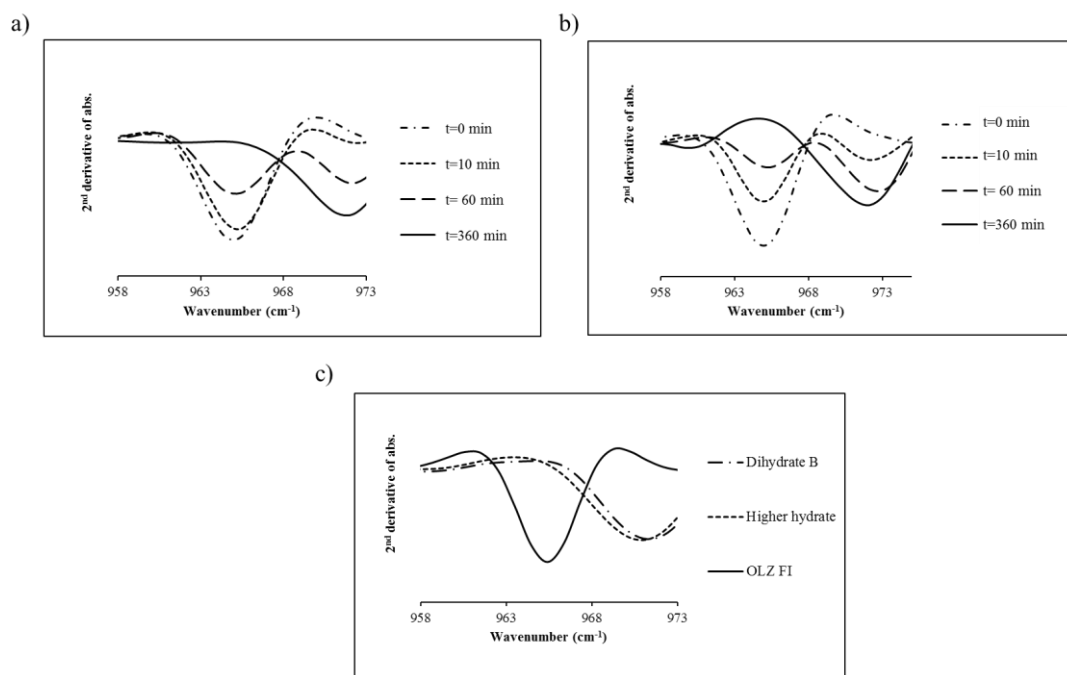 a)
2nd derivative of abs.
t=0 min
t=10 min
t= 60 min
t=360 min
958 963 968 973
Wavenumber (cm-1)
b)
2nd derivative of abs.
t=0 min
t=10 min
t= 60 min
t=360 min
958 963 968 973
Wavenumber (cm-1)
c)
2nd derivative of abs.
Dihydrate B
Higher hydrate
OLZ FI
958 963 968 973
Wavenumber (cm-1)